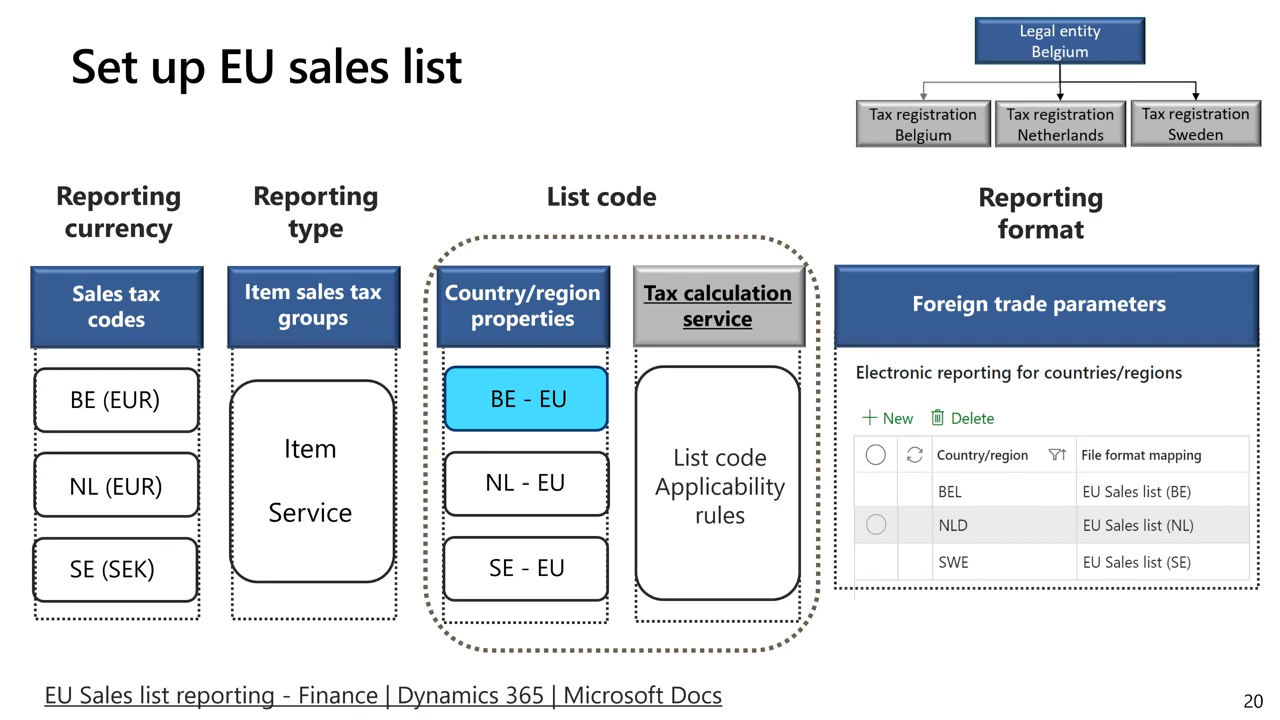 Set up EU sales list
Legal entity
Belgium
Tax registration
Belgium
Tax registration
Netherlands
Tax registration
Sweden
Reporting
currency
Sales tax
codes
BE (EUR)
NL (EUR)
SE (SEK)
Reporting
type
Item sales tax
groups
Item
Service
List code
Country/region
properties
BE - EU
NL - EU
SE - EU
Tax calculation
service
List code
Applicability
rules
Reporting
format
Foreign trade parameters
Electronic reporting for countries/regions
New Delete
Country/region File format mapping
BEL EU Sales list (BE)
NLD EU Sales list (NL)
SWE EU Sales list (SE)
EU Sales list reporting - Finance | Dynamics 365 | Microsoft Docs
20